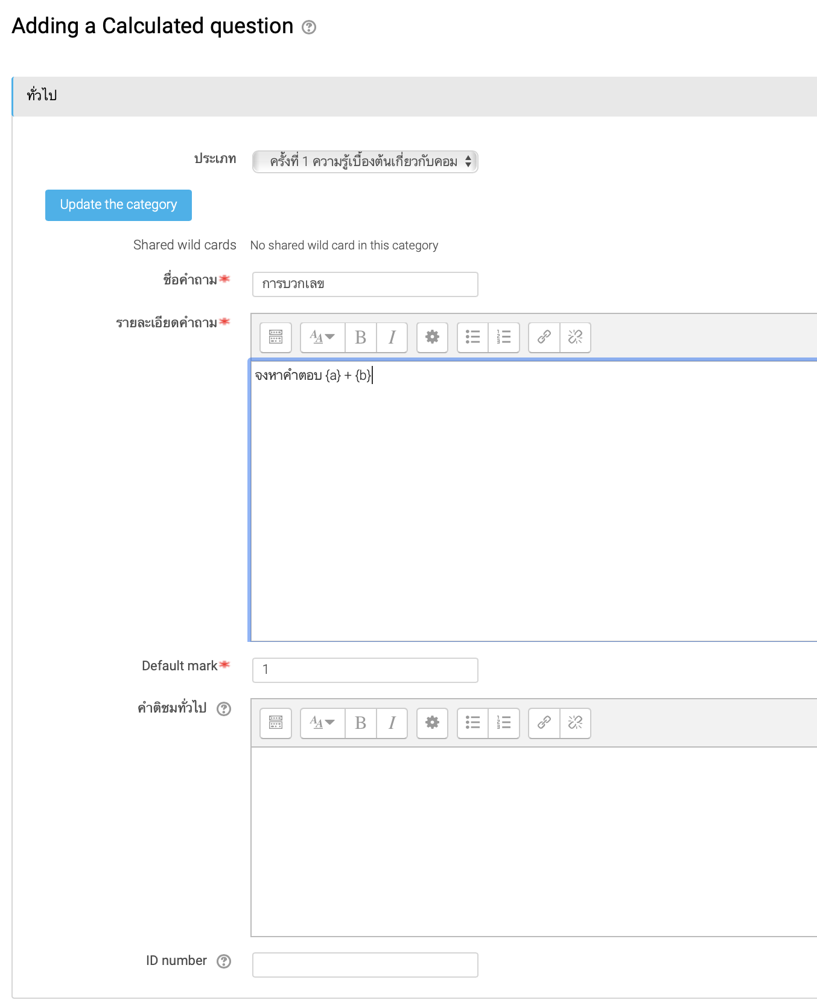 Adding a Calculated question
ทั่วไป
ประเภท ครั้งที่ 1 ความรู้เบื้องต้นเกี่ยวกับคอม
Update the category
Shared wild cards No shared wild card in this category
ชื่อคำถาม การบวกเลข
รายละเอียดคำถาม
จงหาคำตอบ {a} + {b}
Default mark 1
คำติชมทั่วไป
ID number